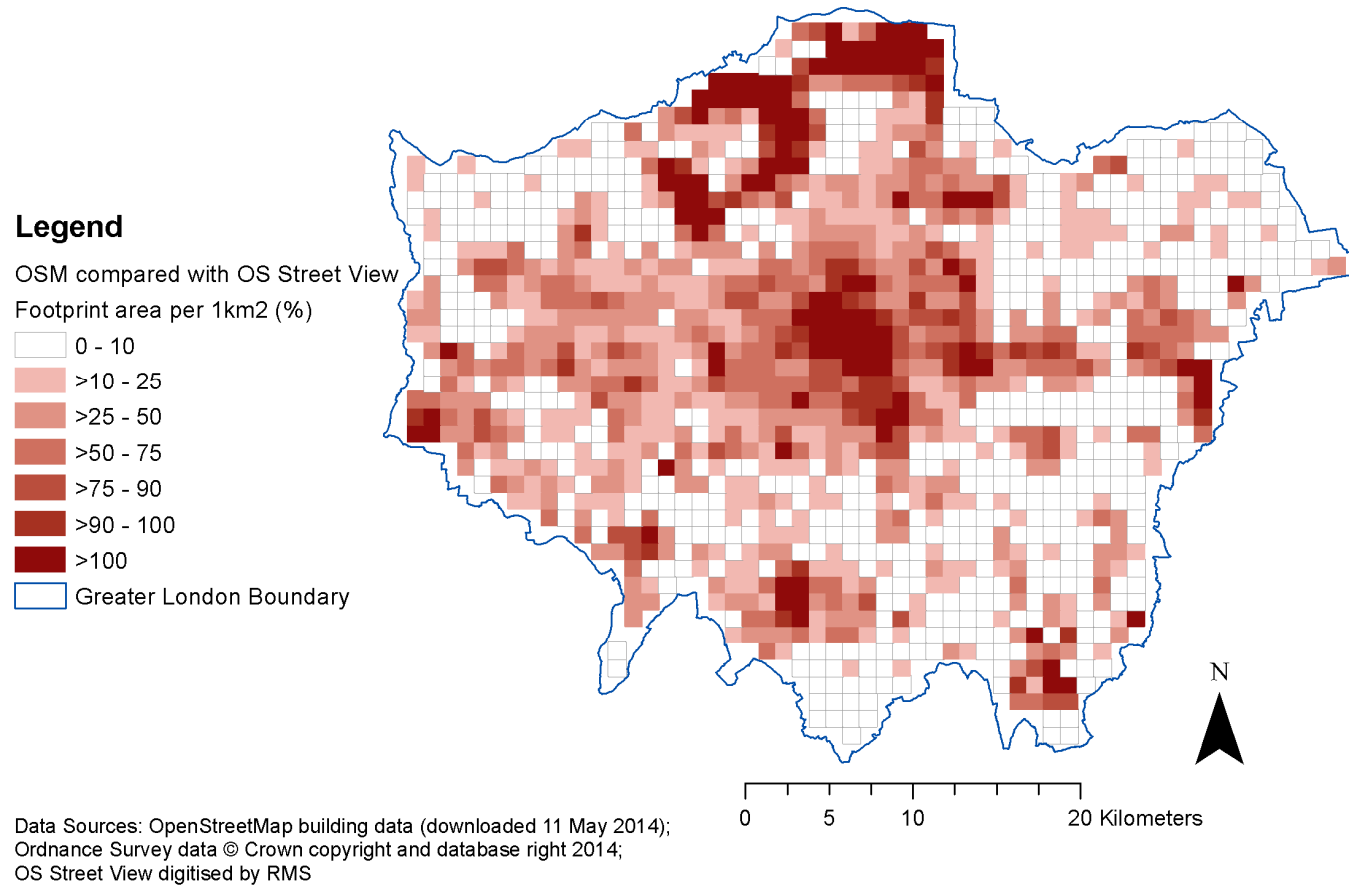 Legend
OSM compared with OS Street View
Footprint area per 1km2 (%)
0 - 10
>10 - 25
>25 - 50
>50 - 75
>75 - 90
>90 - 100
>100
Greater London Boundary
N
0 5 10 20 Kilometers
Data Sources: OpenStreetMap building data (downloaded 11 May 2014);
Ordnance Survey data © Crown copyright and database right 2014;
OS Street View digitised by RMS